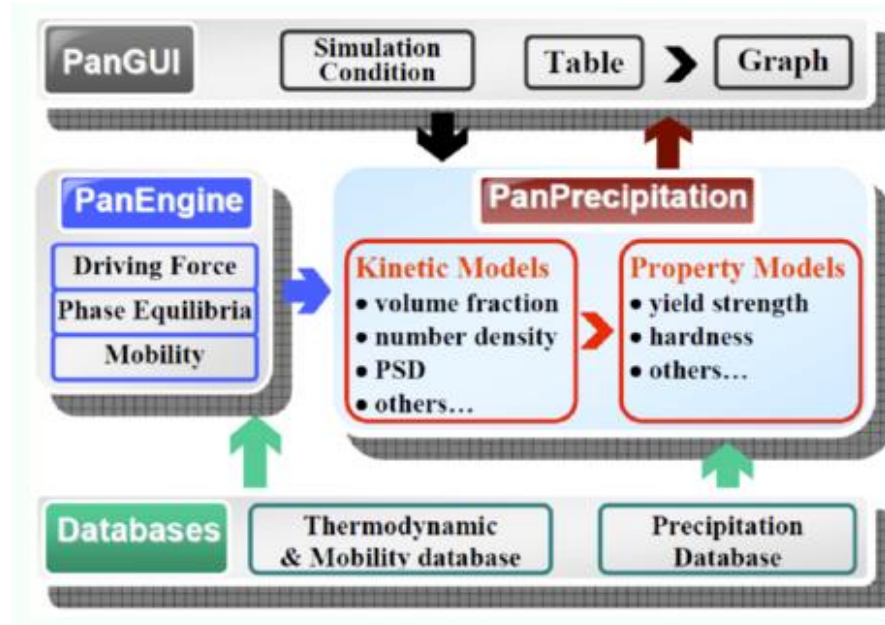 PanGUI
Simulation
Condition
Table
Graph
PanEngine
Driving Force
Phase Equilibria
Mobility
PanPrecipitation
Kinetic Models
• volume fraction
• number density
• PSD
• others…
Property Models
• yield strength
• hardness
• others…
Databases
Thermodynamic
& Mobility database
Precipitation
Database